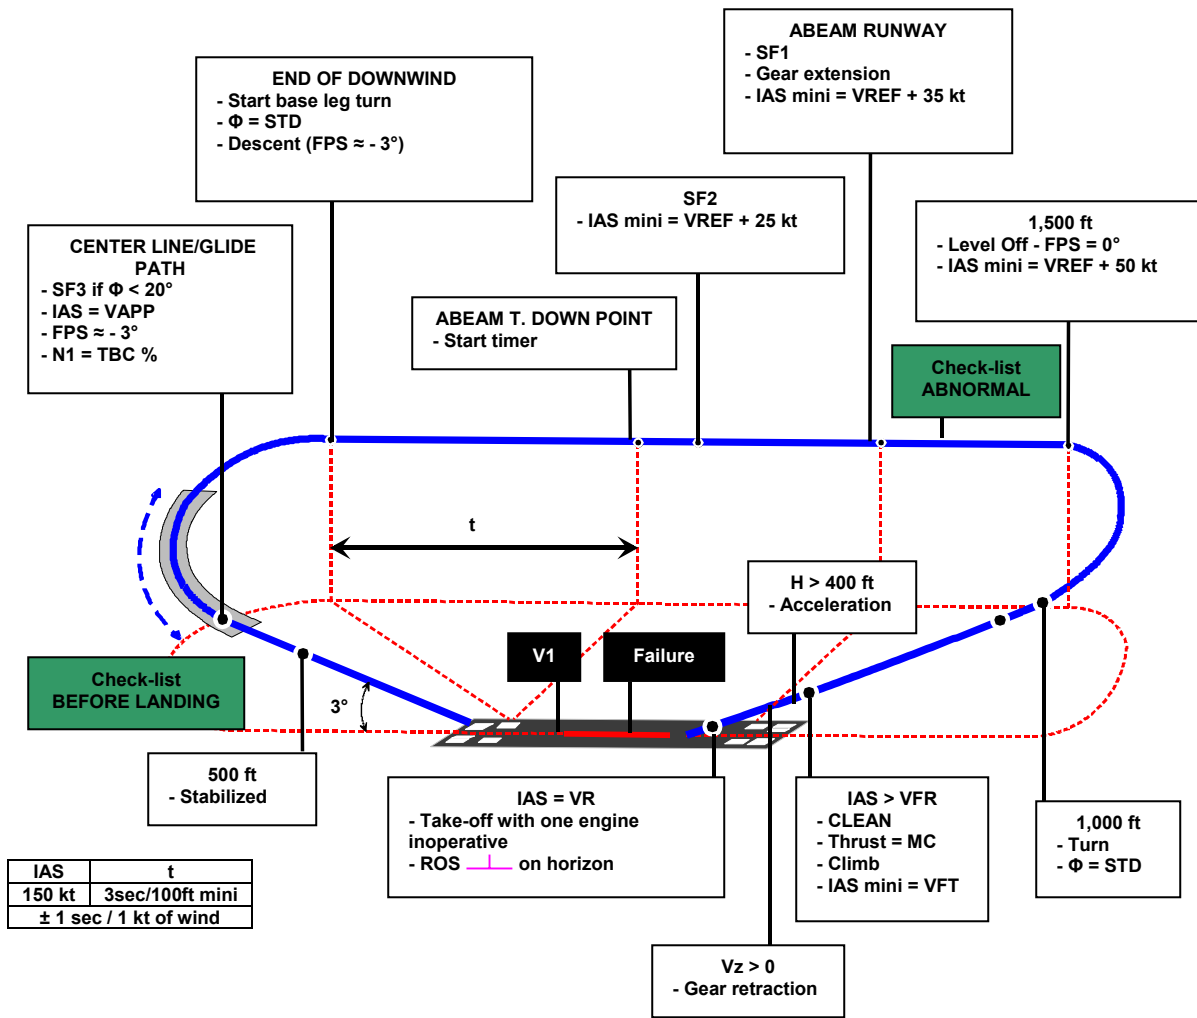 ABEAM RUNWAY
- SF1
- Gear extension
- IAS mini = VREF + 35 kt
END OF DOWNWIND
- Start base leg turn
- Φ = STD
- Descent (FPS ≈ - 3°)
SF2
- IAS mini = VREF + 25 kt
1,500 ft
- Level Off - FPS = 0°
- IAS mini = VREF + 50 kt
CENTER LINE/GLIDE
PATH
- SF3 if Φ < 20°
- IAS = VAPP
- FPS ≈ - 3°
- N1 = TBC %
ABEAM T. DOWN POINT
- Start timer
Check-list
ABNORMAL
t
H > 400 ft
- Acceleration
V1
Failure
Check-list
BEFORE LANDING
3°
500 ft
- Stabilized
IAS = VR
- Take-off with one engine
inoperative
- ROS on horizon
IAS > VFR
- CLEAN
- Thrust = MC
- Climb
- IAS mini = VFT
1,000 ft
- Turn
- Φ = STD
IAS t
150 kt 3sec/100ft mini
± 1 sec / 1 kt of wind
Vz > 0
- Gear retraction